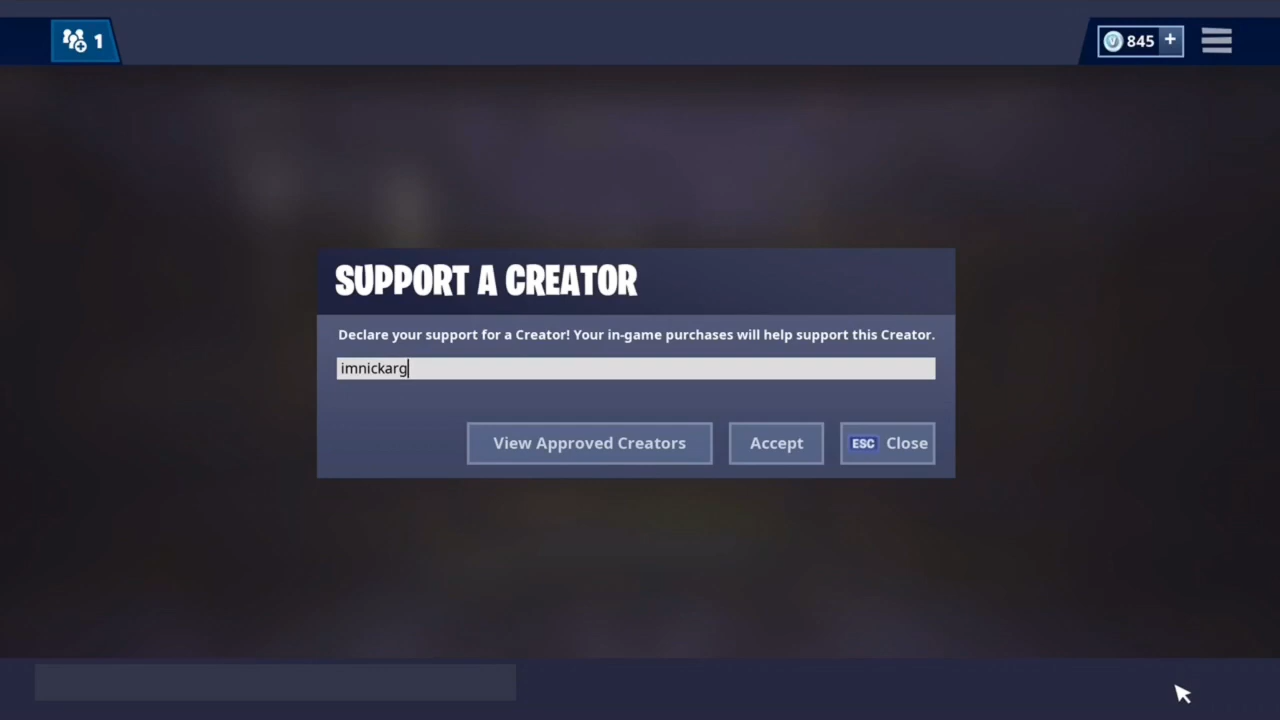 1
845 +
SUPPORT A CREATOR
Declare your support for a Creator! Your in-game purchases will help support this Creator.
imnickarg
View Approved Creators
Accept
ESC Close